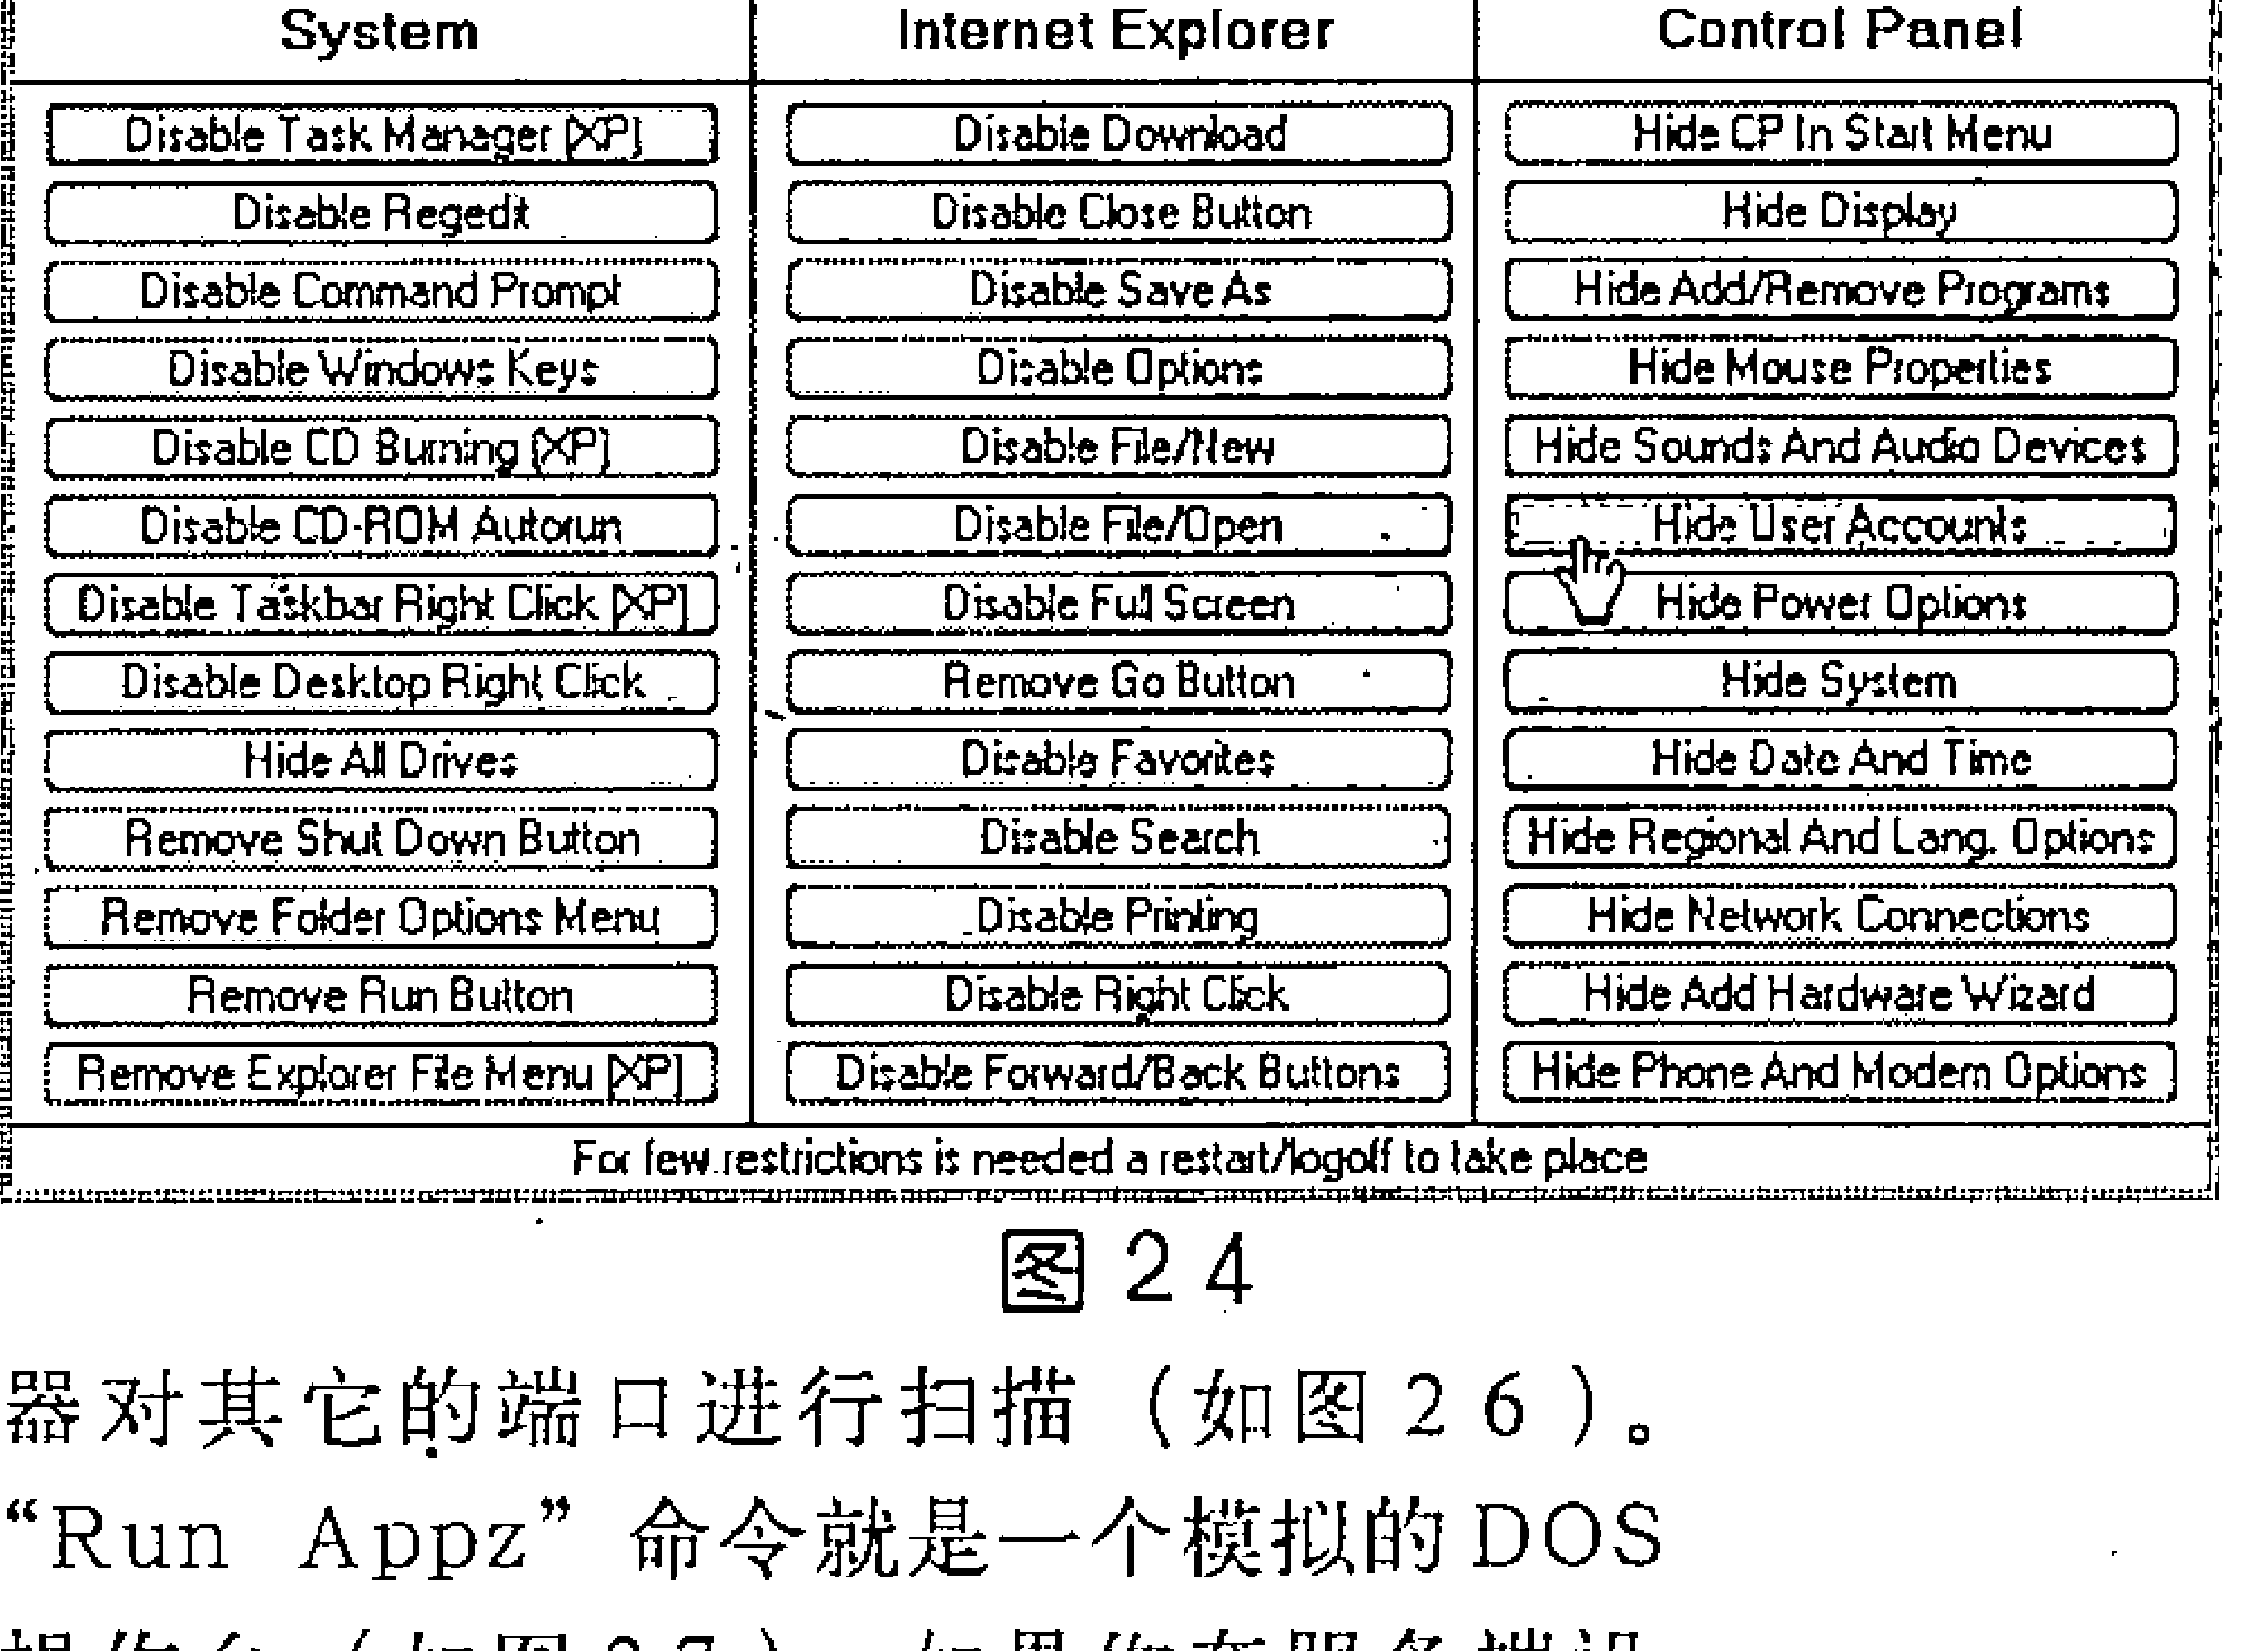 System
Internet Explorer
Control Panel
Disable Task Manager [XP]
Disable Regedit
Disable Command Prompt
Disable Windows Keys
Disable CD Burning [XP]
Disable CD-ROM Autorun
Disable Taskbar Right Click [XP]
Disable Desktop Right Click
Hide All Drives
Remove Shut Down Button
Remove Folder Options Menu
Remove Run Button
Remove Explorer File Menu [XP]
Disable Download
Disable Close Button
Disable Save As
Disable Options
Disable File/New
Disable File/Open
Disable Full Screen
Remove Go Button
Disable Favorites
Disable Search
Disable Printing
Disable Right Click
Disable Forward/Back Buttons
Hide CP In Start Menu
Hide Display
Hide Add/Remove Programs
Hide Mouse Properties
Hide Sounds And Audio Devices
Hide User Accounts
Hide Power Options
Hide System
Hide Date And Time
Hide Regional And Lang. Options
Hide Network Connections
Hide Add Hardware Wizard
Hide Phone And Modem Options
For few restrictions is needed a restart/logoff to take place
图 24
器对其它的端口进行扫描（如图 26）。
“Run Appz”命令就是一个模拟的DOS